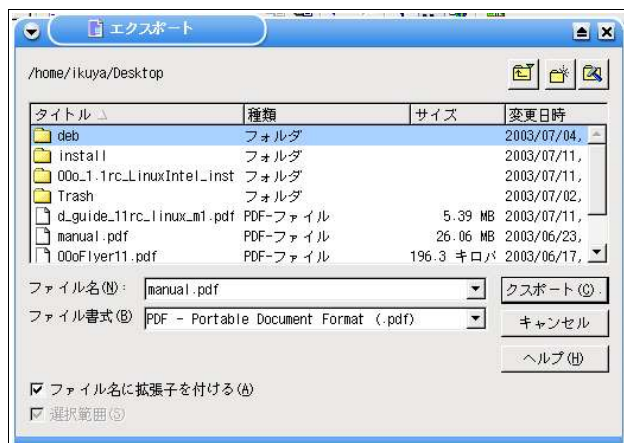 エクスポート
/home/ikuya/Desktop
タイトル 種類 サイズ 変更日時
deb フォルダ 2003/07/04,
install フォルダ 2003/07/11,
OOo_1.1rc_LinuxIntel_inst フォルダ 2003/07/11,
Trash フォルダ 2003/07/02,
d_guide_11rc_linux_m1.pdf PDF-ファイル 5.39 MB 2003/07/11,
manual.pdf PDF-ファイル 26.06 MB 2003/06/23,
OOoFlyer11.pdf PDF-ファイル 196.3 キロバ 2003/06/17,
ファイル名(N): manual.pdf クスポート(C).
ファイル書式(B) PDF - Portable Document Format (.pdf) キャンセル
ヘルプ(H)
ファイル名に拡張子を付ける(A)
選択範囲(S)